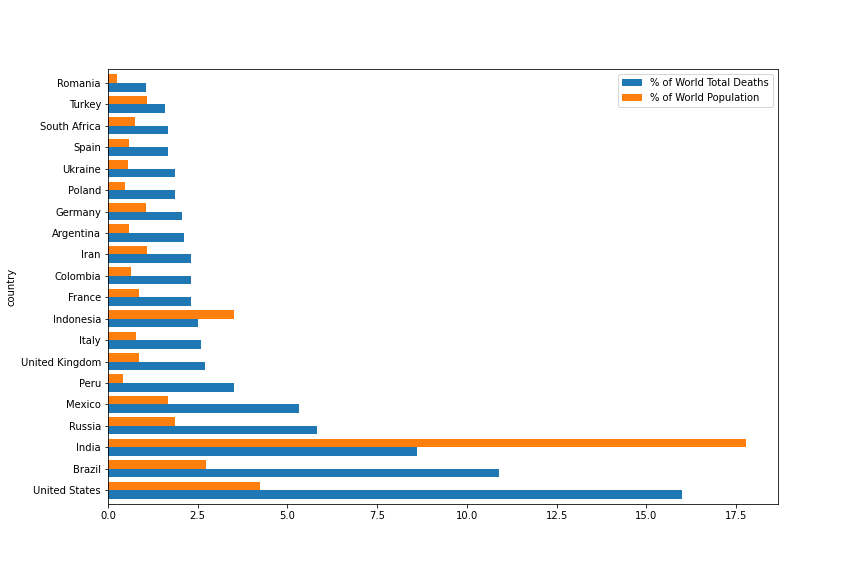 % of World Total Deaths
% of World Population
Romania
Turkey
South Africa
Spain
Ukraine
Poland
Germany
Argentina
Iran
Colombia
France
Indonesia
Italy
United Kingdom
Peru
Mexico
Russia
India
Brazil
United States
country
0.0 2.5 5.0 7.5 10.0 12.5 15.0 17.5